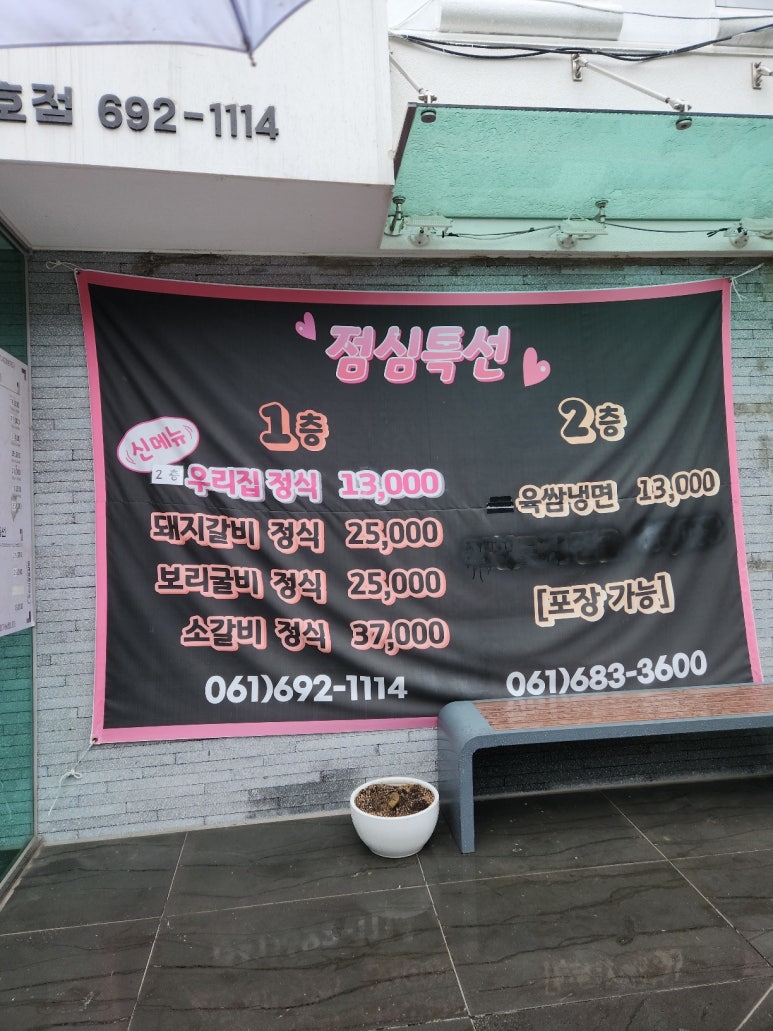 호점 692-1114
점심특선
1층
신메뉴
2층 우리집 정식 13,000
돼지갈비 정식 25,000
보리굴비 정식 25,000
소갈비 정식 37,000
061)692-1114
2층
육쌈냉면 13,000
[포장 가능]
061)683-3600